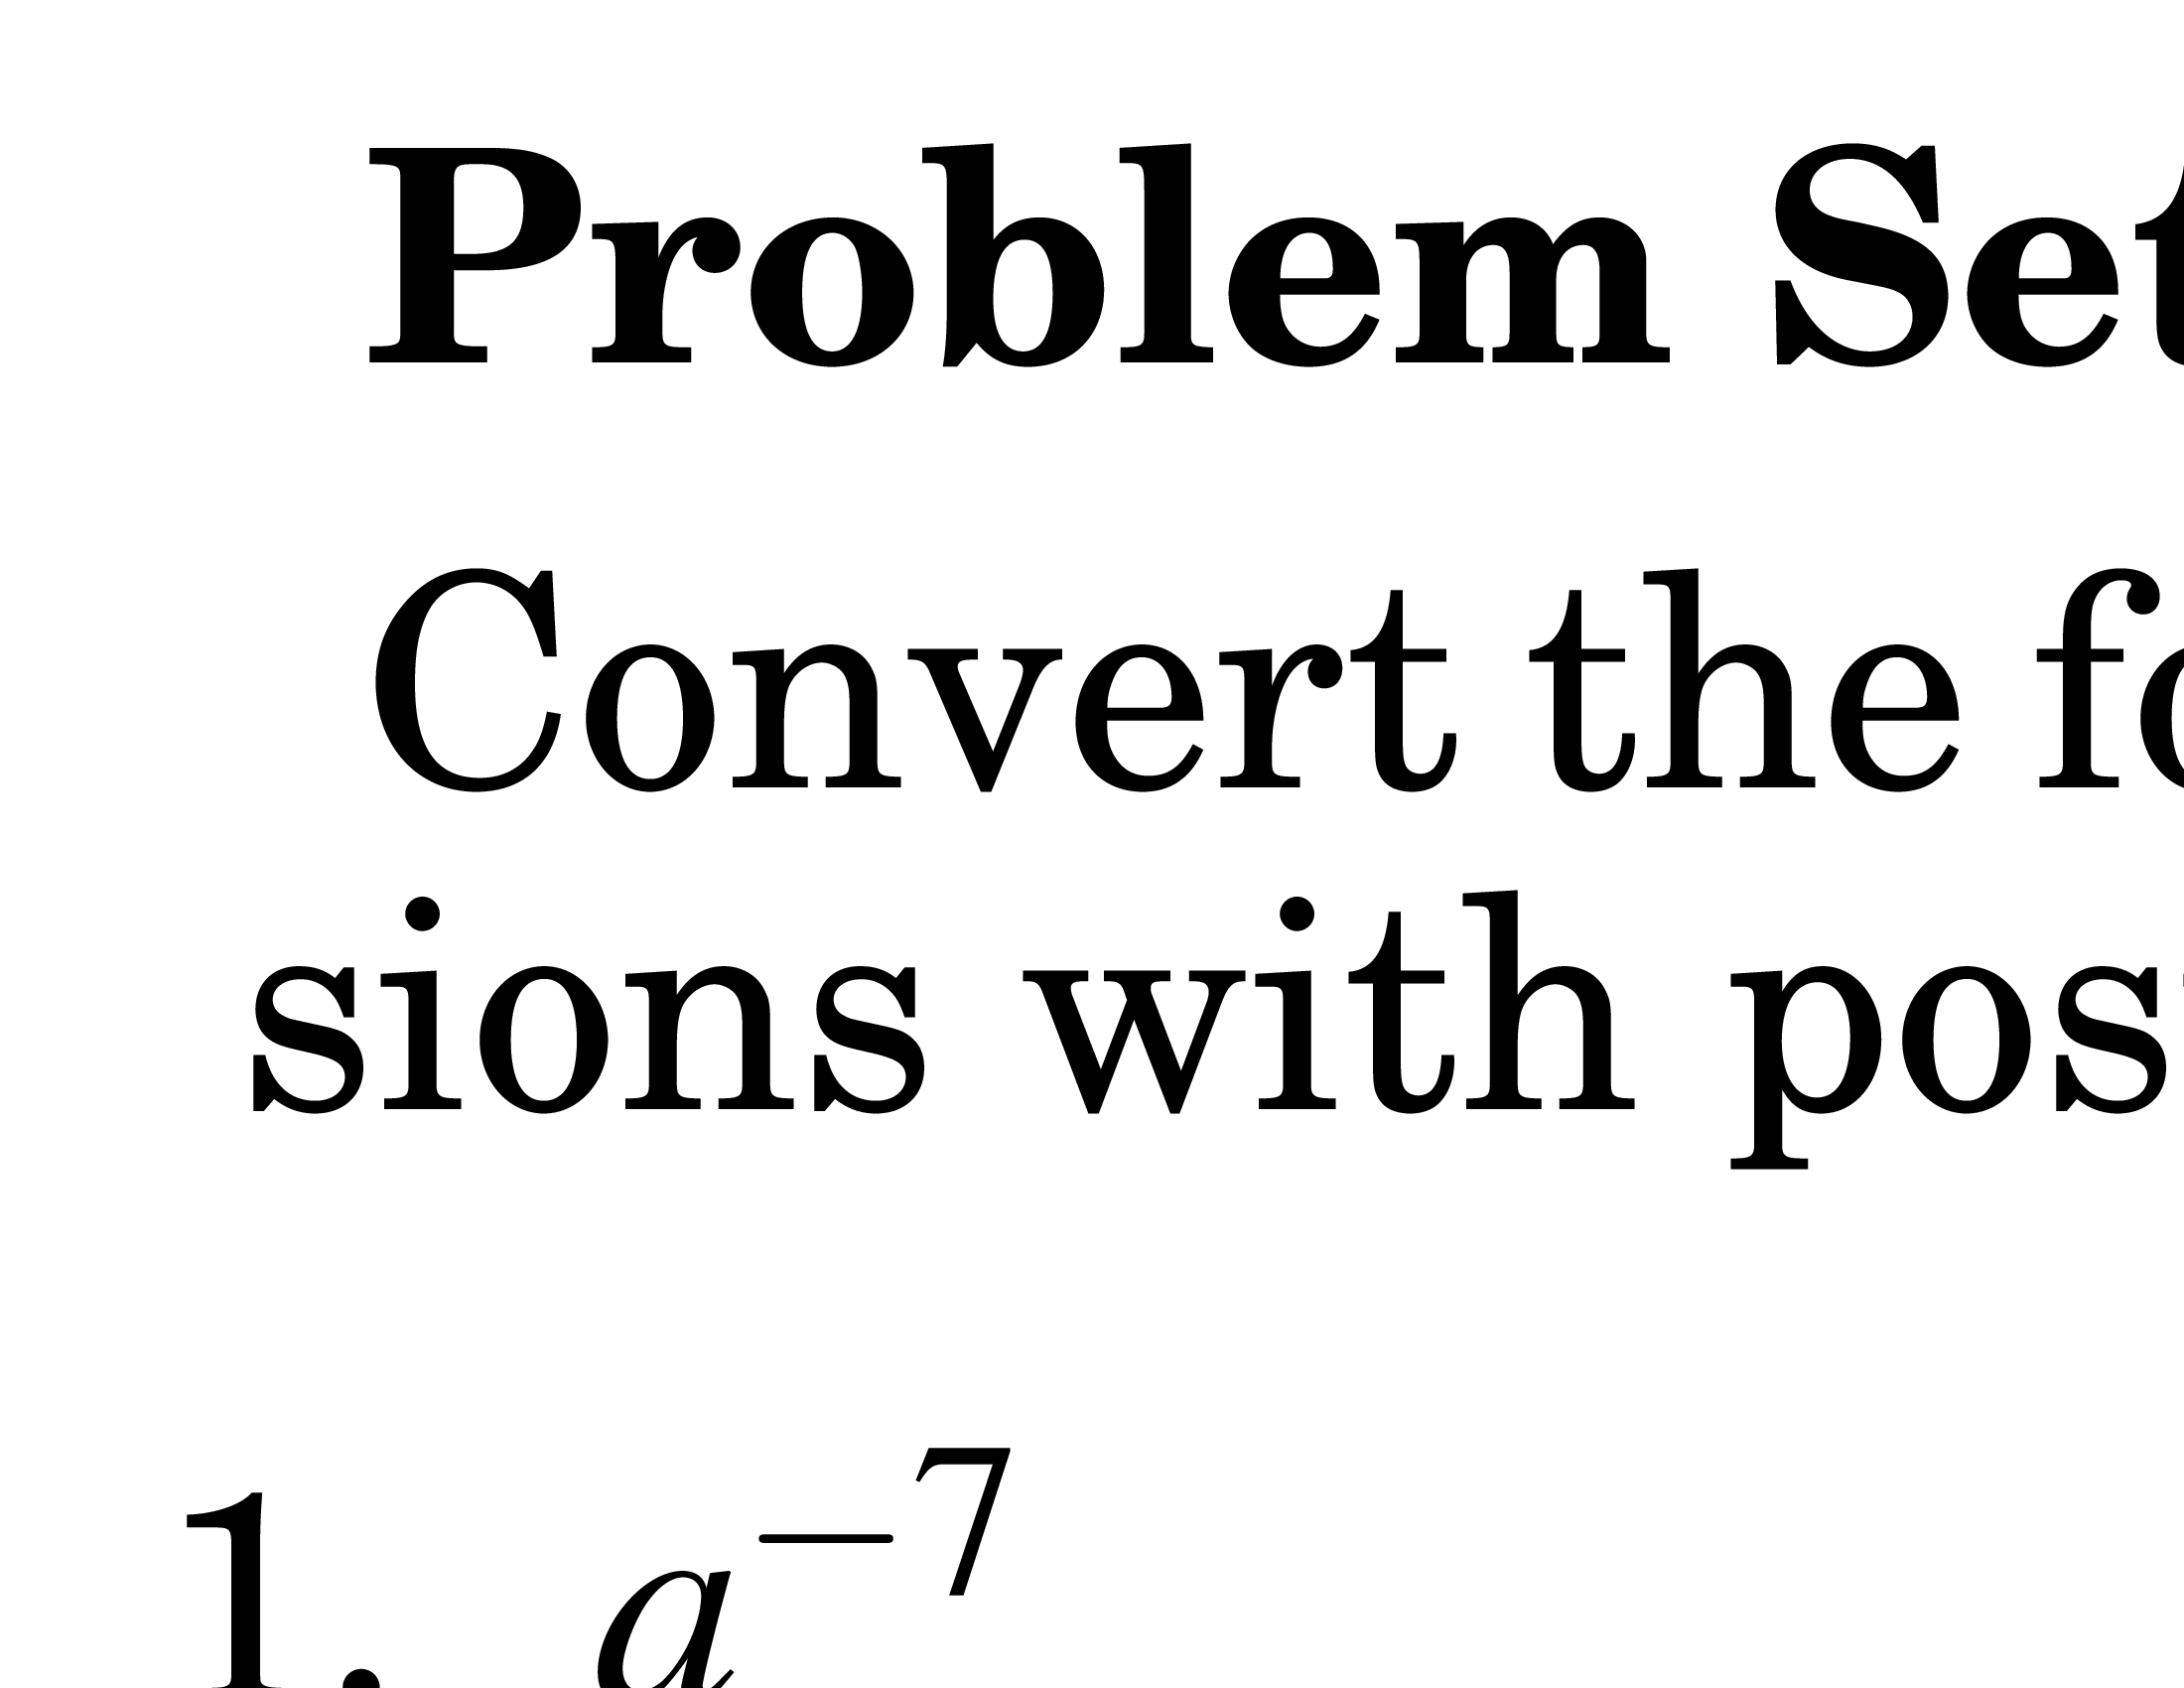 Problem Set
Convert the fo
sions with pos
1. a⁻⁷